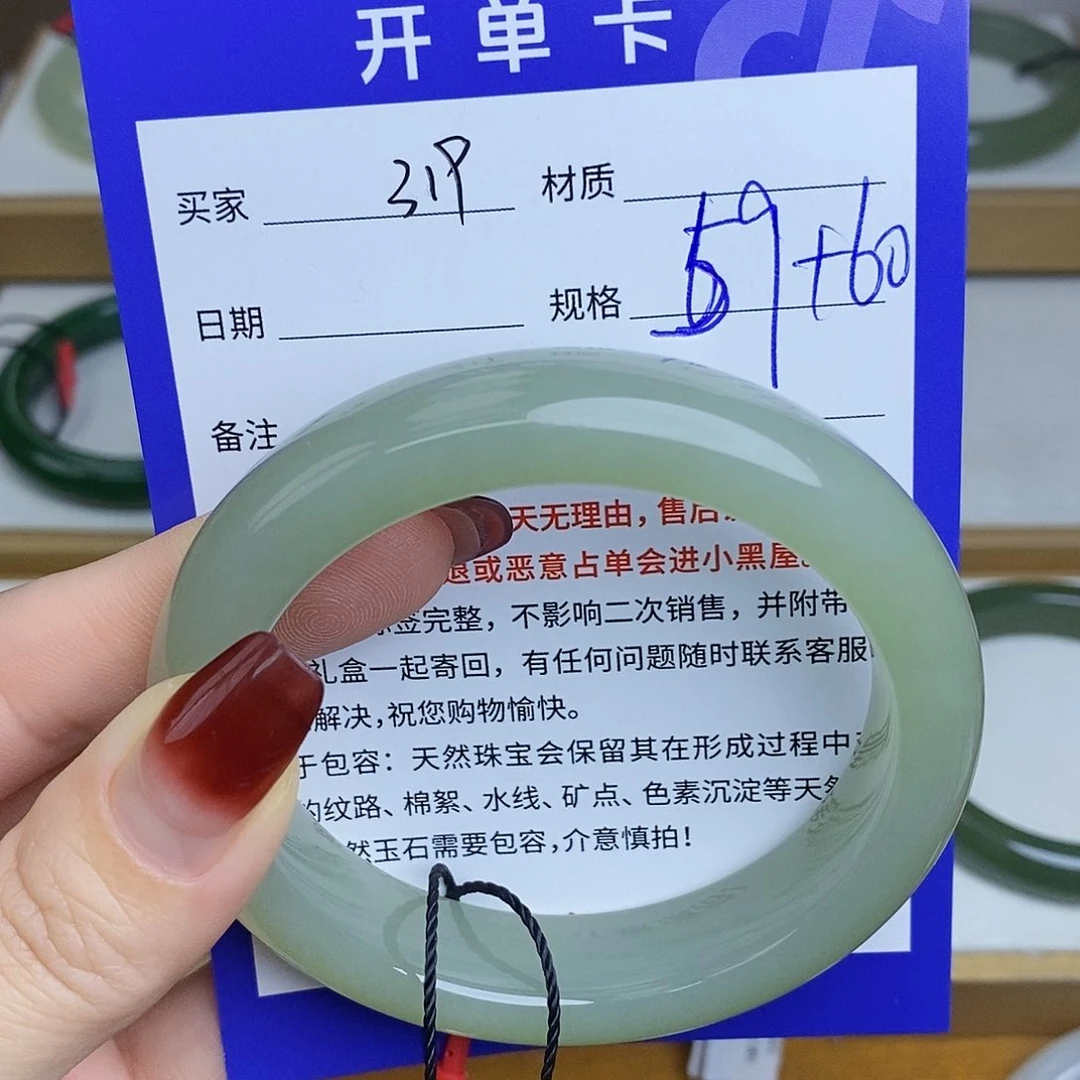 开单卡
买家 319 材质
日期 规格 59+60
备注
天无理由，售后
退或恶意占单会进小黑屋。
签完整，不影响二次销售，并附带
礼盒一起寄回，有任何问题随时联系客服
解决，祝您购物愉快。
于包容：天然珠宝会保留其在形成过程中
的纹路、棉絮、水线、矿点、色素沉淀等天然
然玉石需要包容，介意慎拍！